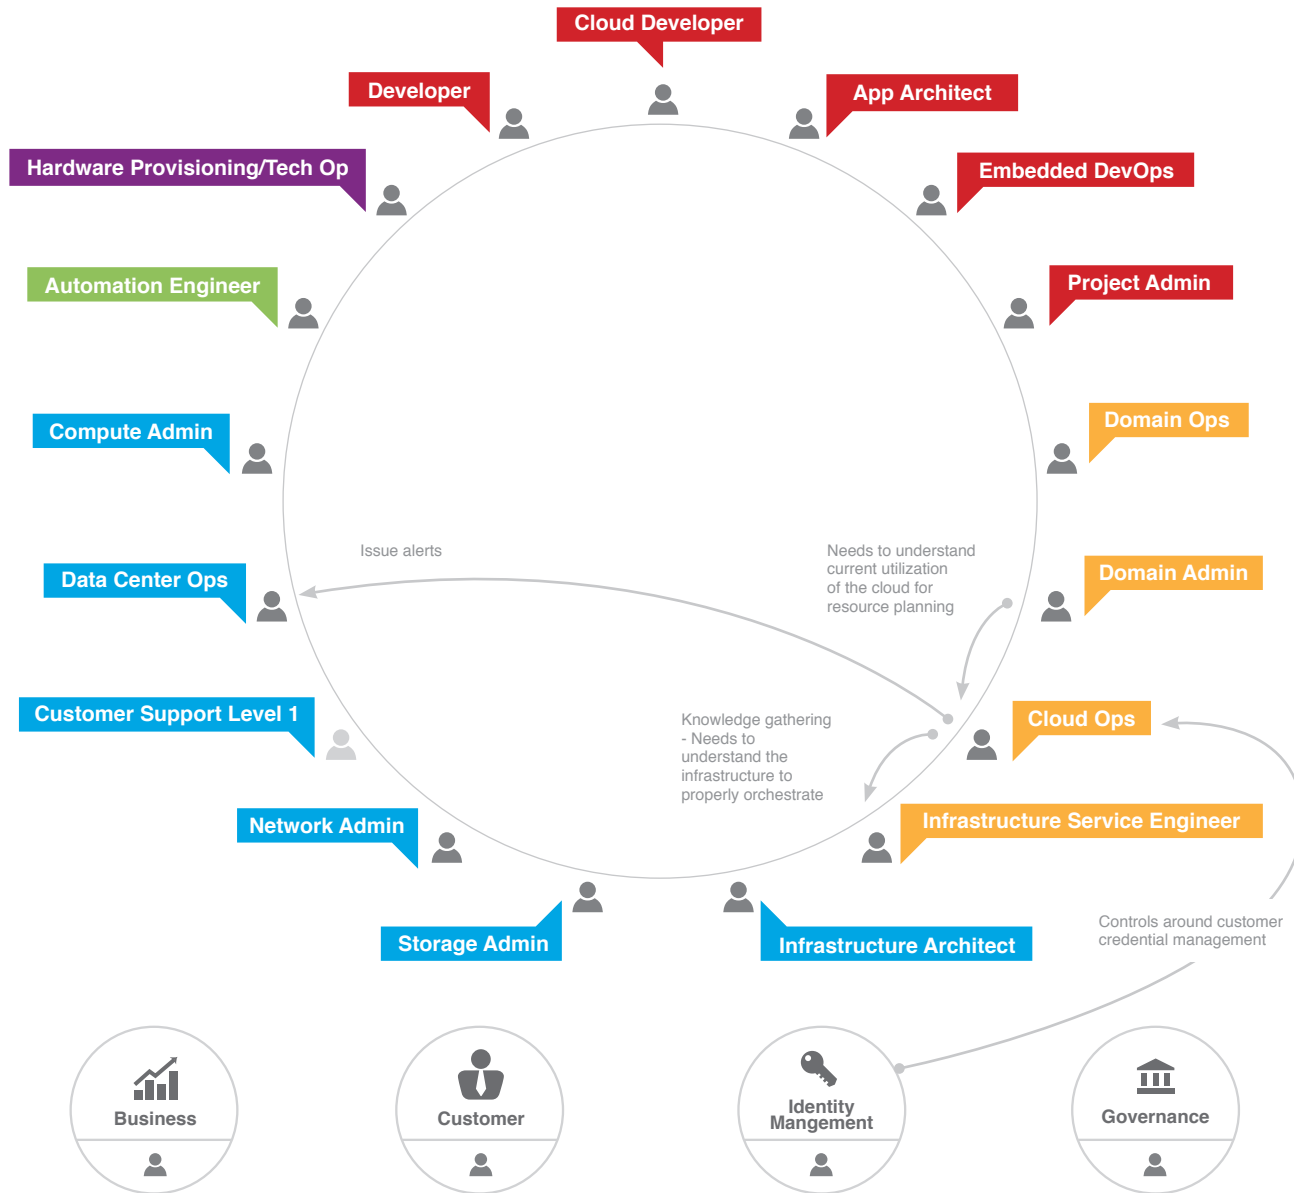 Cloud Developer
Developer
App Architect
Hardware Provisioning/Tech Op
Embedded DevOps
Automation Engineer
Project Admin
Compute Admin
Domain Ops
Issue alerts
Needs to understand
current utilization
of the cloud for
resource planning
Data Center Ops
Domain Admin
Customer Support Level 1
Knowledge gathering
- Needs to
understand the
infrastructure to
properly orchestrate
Cloud Ops
Network Admin
Infrastructure Service Engineer
Storage Admin
Infrastructure Architect
Controls around customer
credential management
Business
Customer
Identity
Mangement
Governance